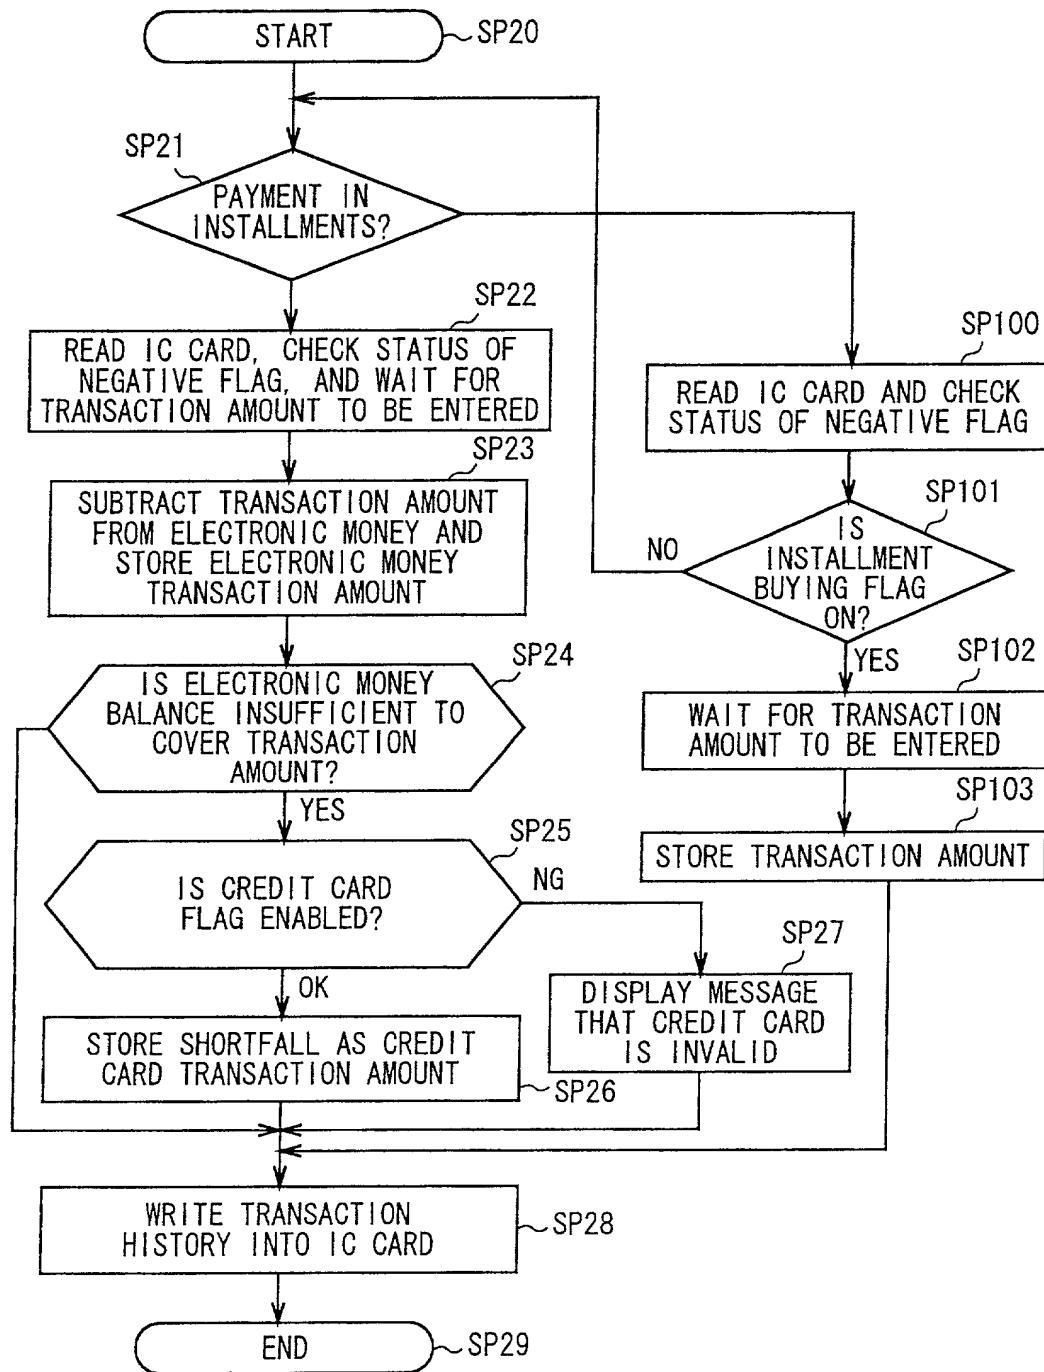 START
SP20
SP21
PAYMENT IN
INSTALLMENTS?
SP22
READ IC CARD, CHECK STATUS OF
NEGATIVE FLAG, AND WAIT FOR
TRANSACTION AMOUNT TO BE ENTERED
SP23
SUBTRACT TRANSACTION AMOUNT
FROM ELECTRONIC MONEY AND
STORE ELECTRONIC MONEY
TRANSACTION AMOUNT
SP24
IS ELECTRONIC MONEY
BALANCE INSUFFICIENT TO
COVER TRANSACTION
AMOUNT?
YES
SP25
IS CREDIT CARD
FLAG ENABLED?
NG
OK
STORE SHORTFALL AS CREDIT
CARD TRANSACTION AMOUNT
SP26
SP27
DISPLAY MESSAGE
THAT CREDIT CARD
IS INVALID
SP100
READ IC CARD AND CHECK
STATUS OF NEGATIVE FLAG
SP101
IS
INSTALLMENT
BUYING FLAG
ON?
NO
YES
SP102
WAIT FOR TRANSACTION
AMOUNT TO BE ENTERED
SP103
STORE TRANSACTION AMOUNT
WRITE TRANSACTION
HISTORY INTO IC CARD
SP28
END
SP29